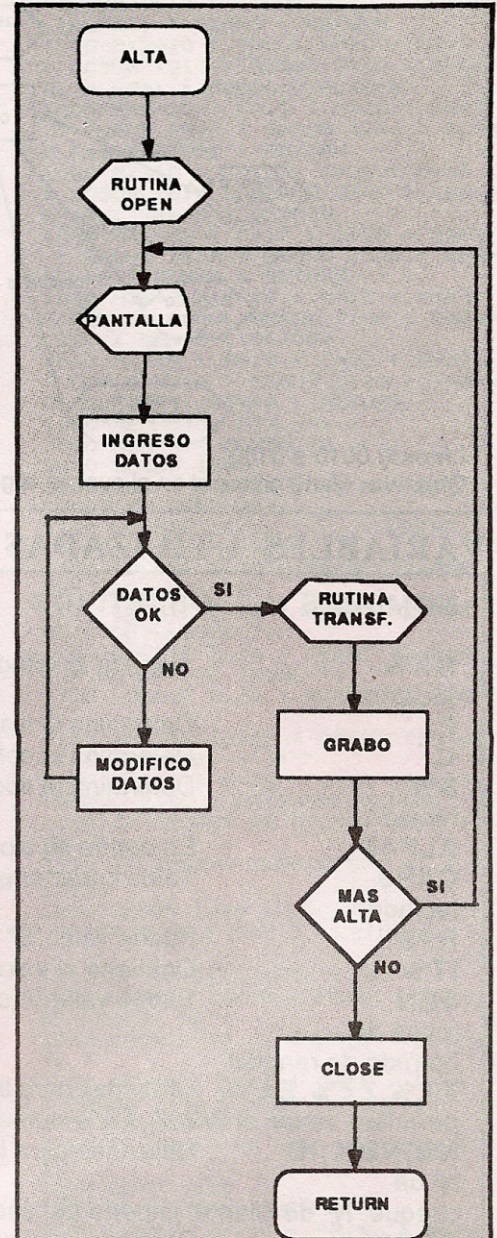 ALTA
RUTINA
OPEN
PANTALLA
INGRESO
DATOS
DATOS
OK
SI
NO
MODIFICO
DATOS
RUTINA
TRANSF.
GRABO
MAS
ALTA
SI
NO
CLOSE
RETURN